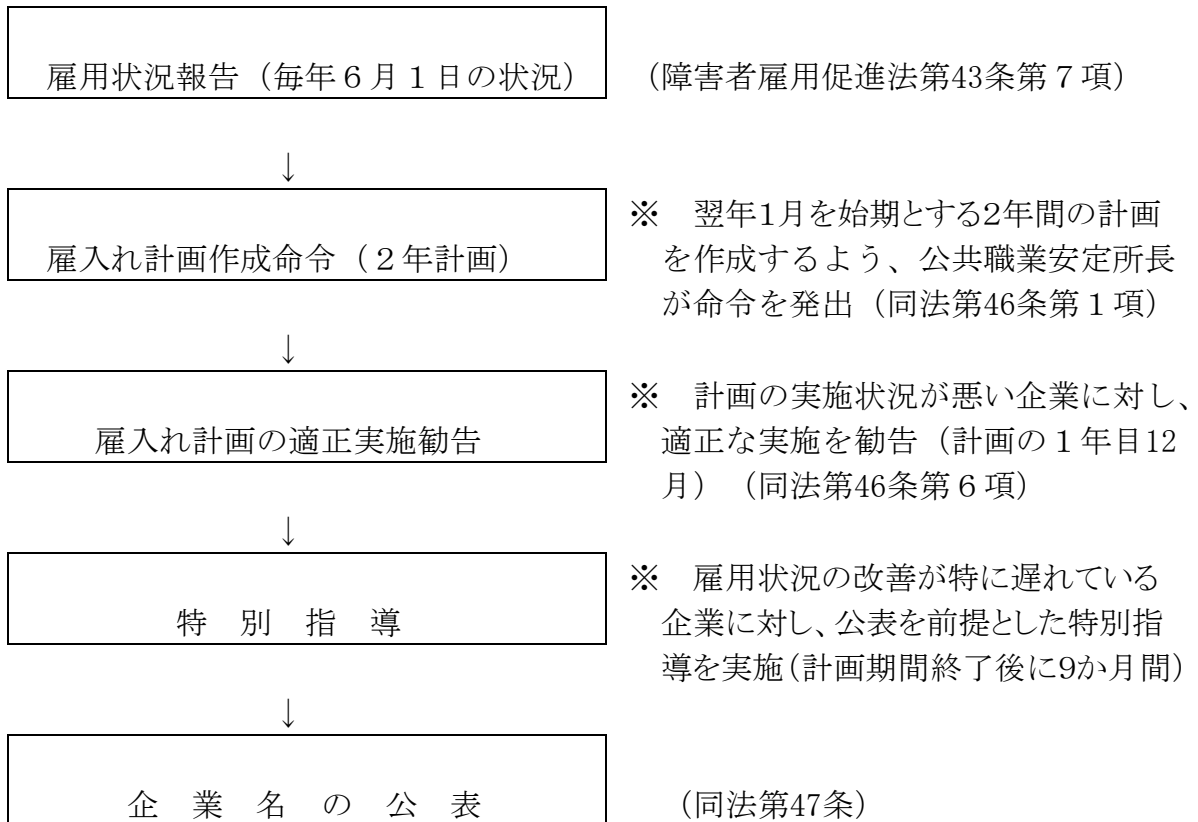 雇用状況報告（毎年６月１日の状況）　（障害者雇用促進法第43条第７項）
↓
※　翌年1月を始期とする2年間の計画
雇入れ計画作成命令（２年計画）　を作成するよう、公共職業安定所長
が命令を発出（同法第46条第１項）
↓
※　計画の実施状況が悪い企業に対し、
雇入れ計画の適正実施勧告　適正な実施を勧告（計画の１年目12
月）（同法第46条第６項）
↓
※　雇用状況の改善が特に遅れている
特　別　指　導　企業に対し、公表を前提とした特別指
導を実施（計画期間終了後に9か月間）
↓
企　業　名　の　公　表　（同法第47条）